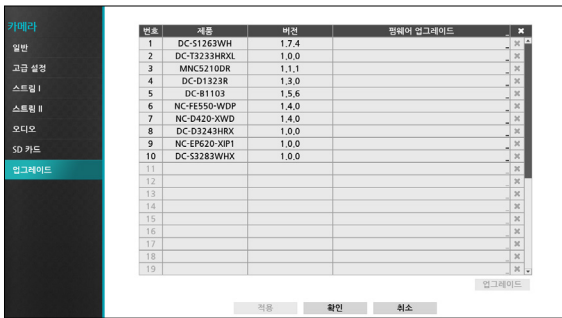 카메라
일반
고급 설정
스트림 I
스트림 II
오디오
SD 카드
업그레이드
번호 제품 버전 펌웨어 업그레이드 ... ✖
1 DC-S1263WH 1.7.4 ... ✖
2 DC-T3233HRXL 1,0,0 ... ✖
3 MNC5210DR 1,1,1 ... ✖
4 DC-D1323R 1,3,0 ... ✖
5 DC-B1103 1,5,6 ... ✖
6 NC-FE550-WDP 1,4,0 ... ✖
7 NC-D420-XWD 1,4,0 ... ✖
8 DC-D3243HRX 1,0,0 ... ✖
9 NC-EP620-XIP1 1,0,0 ... ✖
10 DC-S3283WHX 1,0,0 ... ✖
11 ... ✖
12 ... ✖
13 ... ✖
14 ... ✖
15 ... ✖
16 ... ✖
17 ... ✖
18 ... ✖
19 ... ✖
업그레이드
적용 확인 취소